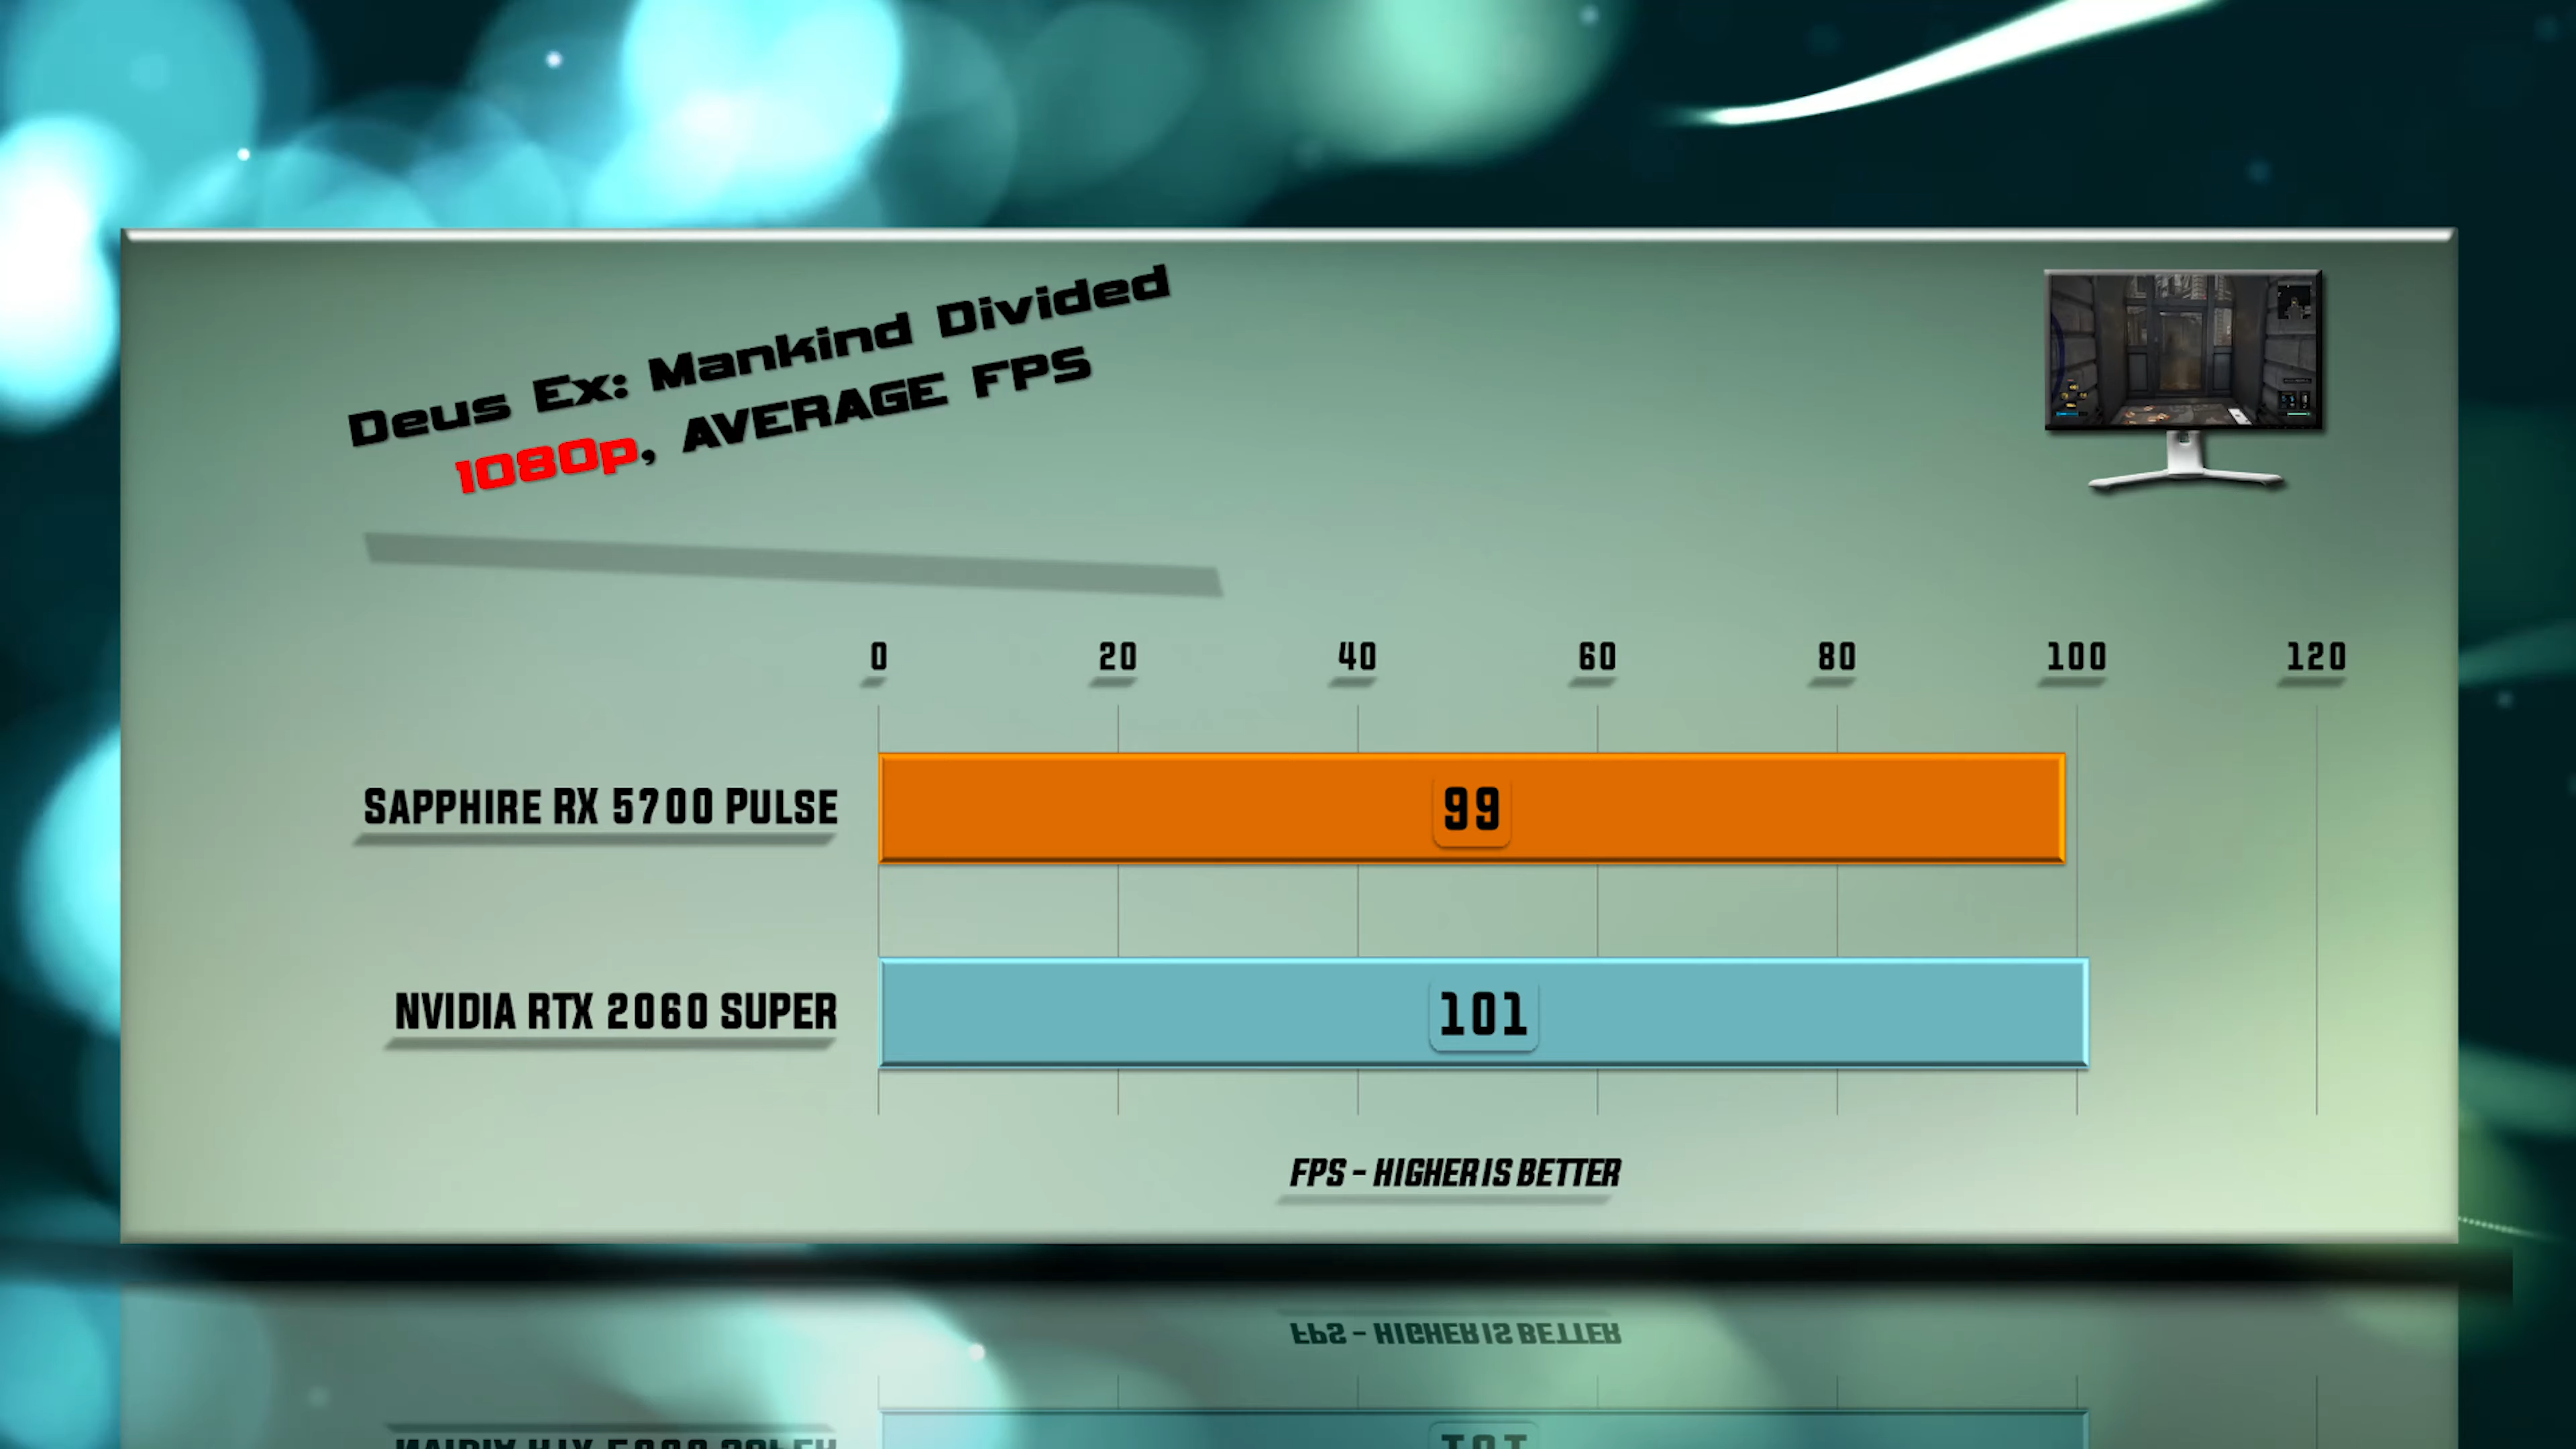 Deus Ex: Mankind Divided
1080p, AVERAGE FPS
0 20 40 60 80 100 120
SAPPHIRE RX 5700 PULSE
99
NVIDIA RTX 2060 SUPER
101
FPS - HIGHER IS BETTER